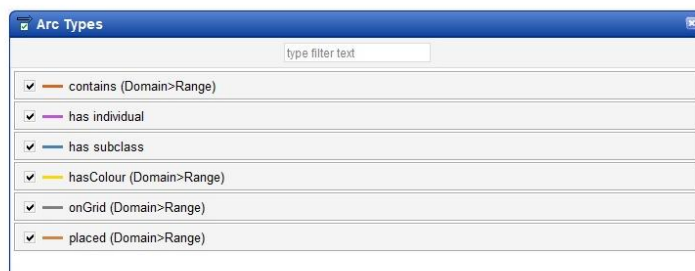 Arc Types
type filter text
contains (Domain>Range)
has individual
has subclass
hasColour (Domain>Range)
onGrid (Domain>Range)
placed (Domain>Range)